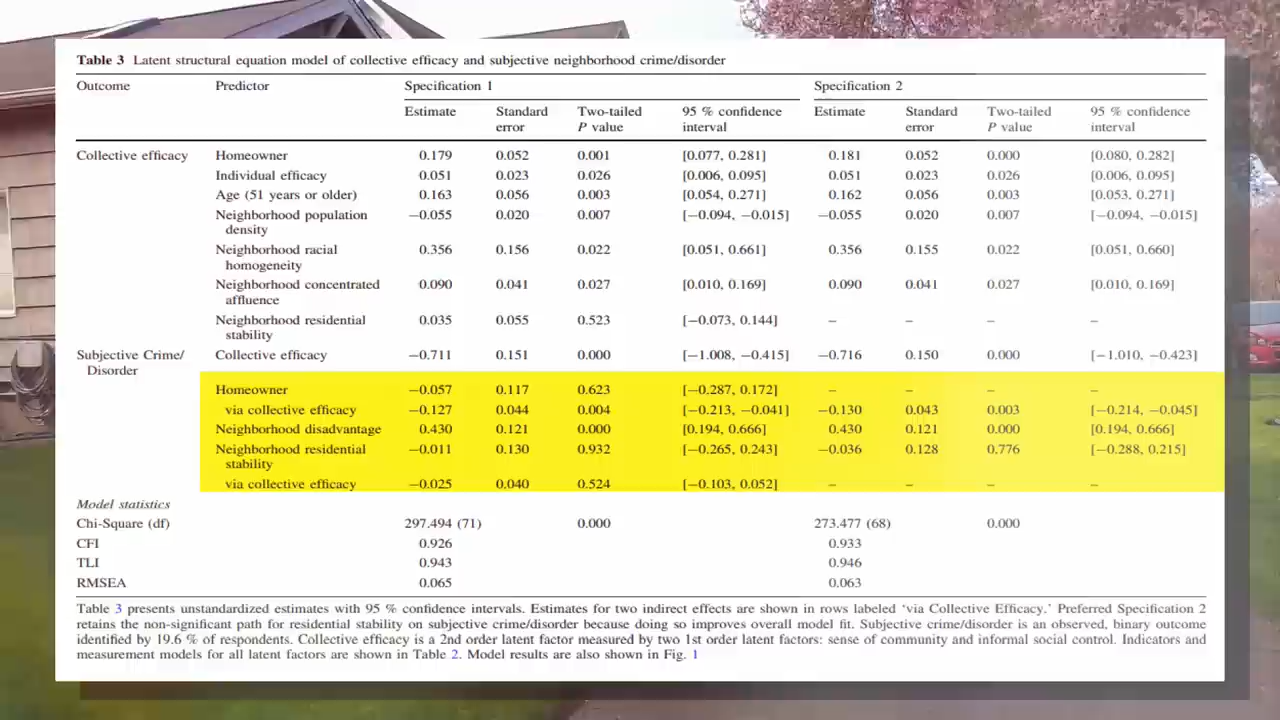 Table 3 Latent structural equation model of collective efficacy and subjective neighborhood crime/disorder
Outcome Predictor Specification 1 Specification 2
Estimate Standard error Two-tailed P value 95 % confidence interval Estimate Standard error Two-tailed P value 95 % confidence interval
Collective efficacy Homeowner 0.179 0.052 0.001 [0.077, 0.281] 0.181 0.052 0.000 [0.080, 0.282]
Individual efficacy 0.051 0.023 0.026 [0.006, 0.095] 0.051 0.023 0.026 [0.006, 0.095]
Age (51 years or older) 0.163 0.056 0.003 [0.054, 0.271] 0.162 0.056 0.003 [0.053, 0.271]
Neighborhood population density −0.055 0.020 0.007 [−0.094, −0.015] −0.055 0.020 0.007 [−0.094, −0.015]
Neighborhood racial homogeneity 0.356 0.156 0.022 [0.051, 0.661] 0.356 0.155 0.022 [0.051, 0.660]
Neighborhood concentrated affluence 0.090 0.041 0.027 [0.010, 0.169] 0.090 0.041 0.027 [0.010, 0.169]
Neighborhood residential stability 0.035 0.055 0.523 [−0.073, 0.144] – – – –
Subjective Crime/ Disorder Collective efficacy −0.711 0.151 0.000 [−1.008, −0.415] −0.716 0.150 0.000 [−1.010, −0.423]
Homeowner −0.057 0.117 0.623 [−0.287, 0.172] – – – –
via collective efficacy −0.127 0.044 0.004 [−0.213, −0.041] −0.130 0.043 0.003 [−0.214, −0.045]
Neighborhood disadvantage 0.430 0.121 0.000 [0.194, 0.666] 0.430 0.121 0.000 [0.194, 0.666]
Neighborhood residential stability −0.011 0.130 0.932 [−0.265, 0.243] −0.036 0.128 0.776 [−0.288, 0.215]
via collective efficacy −0.025 0.040 0.524 [−0.103, 0.052] – – – –
Model statistics
Chi-Square (df) 297.494 (71) 0.000 273.477 (68) 0.000
CFI 0.926 0.933
TLI 0.943 0.946
RMSEA 0.065 0.063
Table 3 presents unstandardized estimates with 95 % confidence intervals. Estimates for two indirect effects are shown in rows labeled ‘via Collective Efficacy.’ Preferred Specification 2
retains the non-significant path for residential stability on subjective crime/disorder because doing so improves overall model fit. Subjective crime/disorder is an observed, binary outcome
identified by 19.6 % of respondents. Collective efficacy is a 2nd order latent factor measured by two 1st order latent factors: sense of community and informal social control. Indicators and
measurement models for all latent factors are shown in Table 2. Model results are also shown in Fig. 1